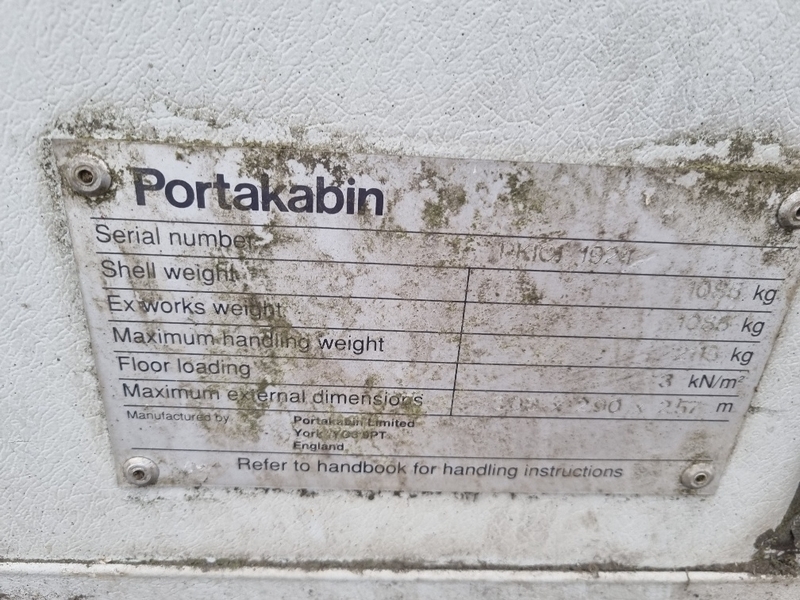 Portakabin
Serial number
Shell weight kg
Ex works weight kg
Maximum handling weight kg
Floor loading 3 kN/m²
Maximum external dimensions m
Manufactured by Portakabin Limited
York
England
Refer to handbook for handling instructions